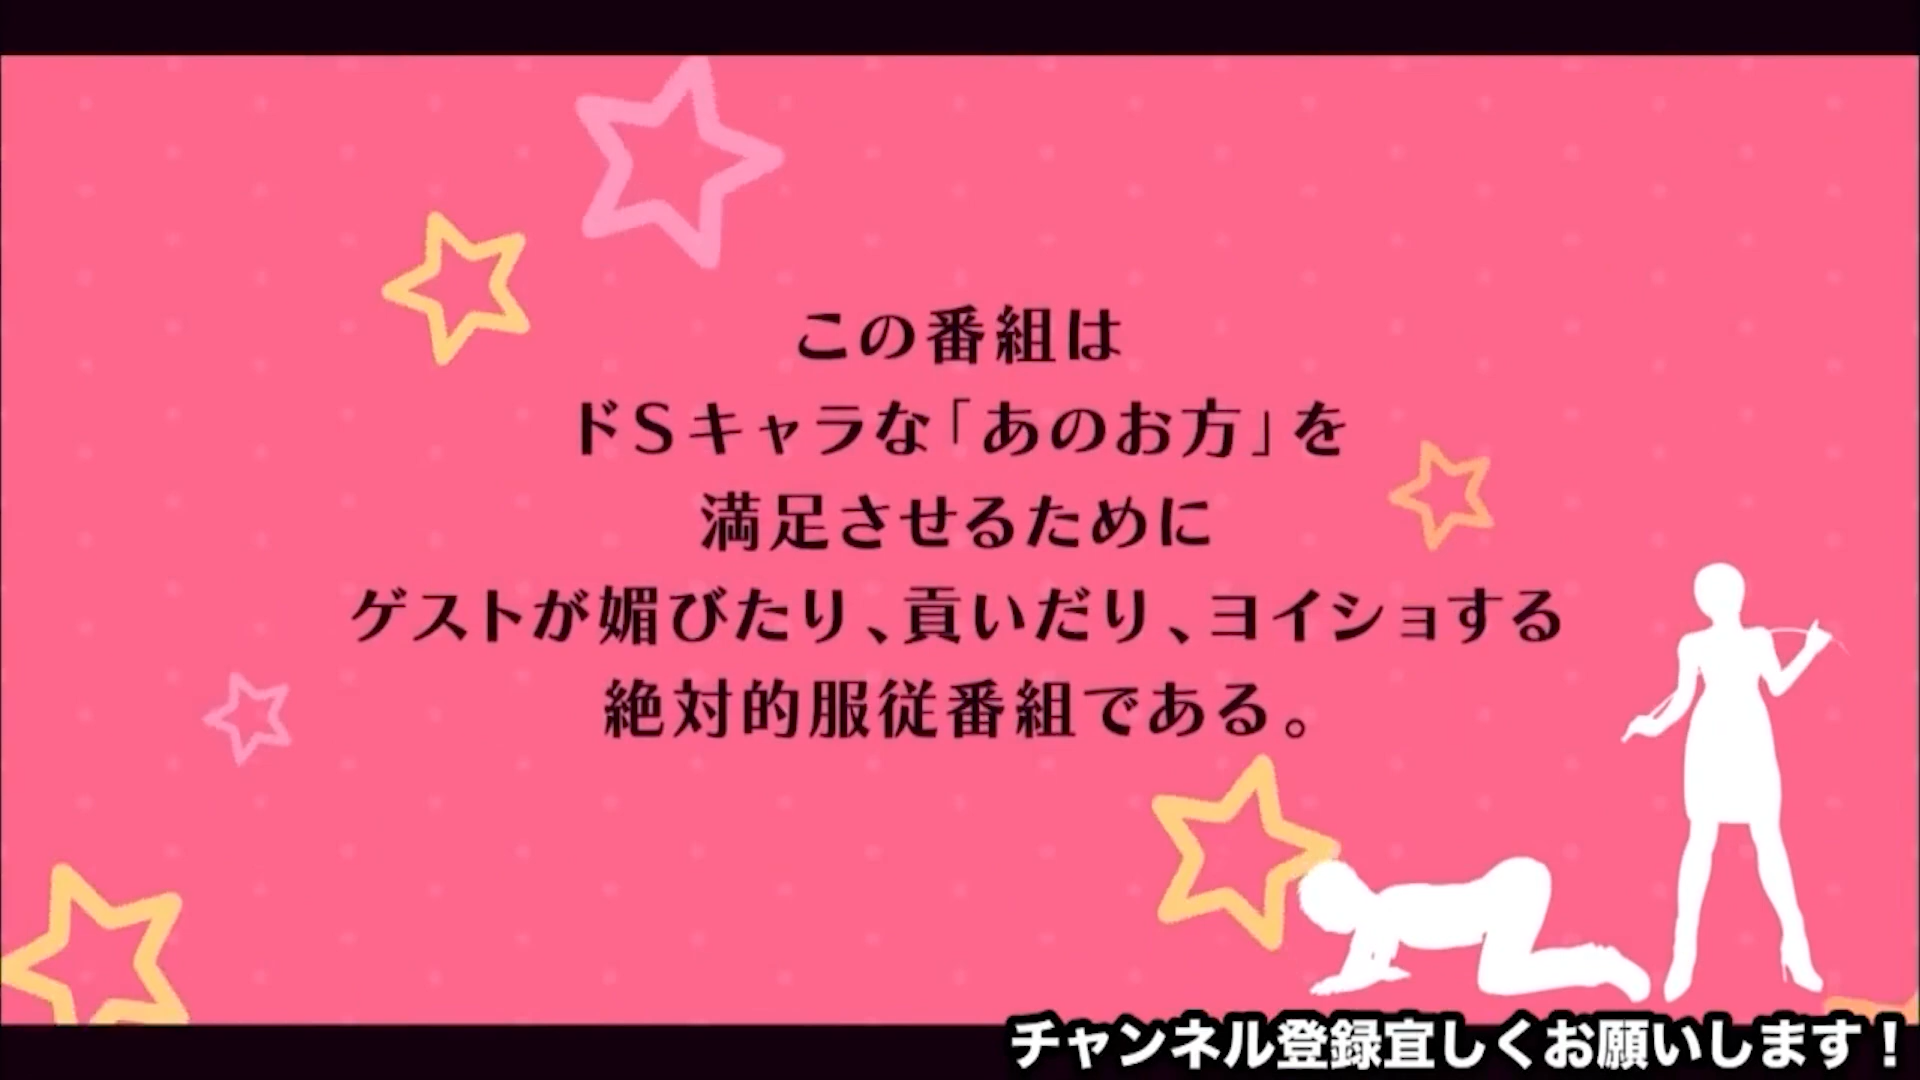 この番組は
ドSキャラな「あのお方」を
満足させるために
ゲストが媚びたり、貢いだり、ヨイショする
絶対的服従番組である。
チャンネル登録宜しくお願いします！